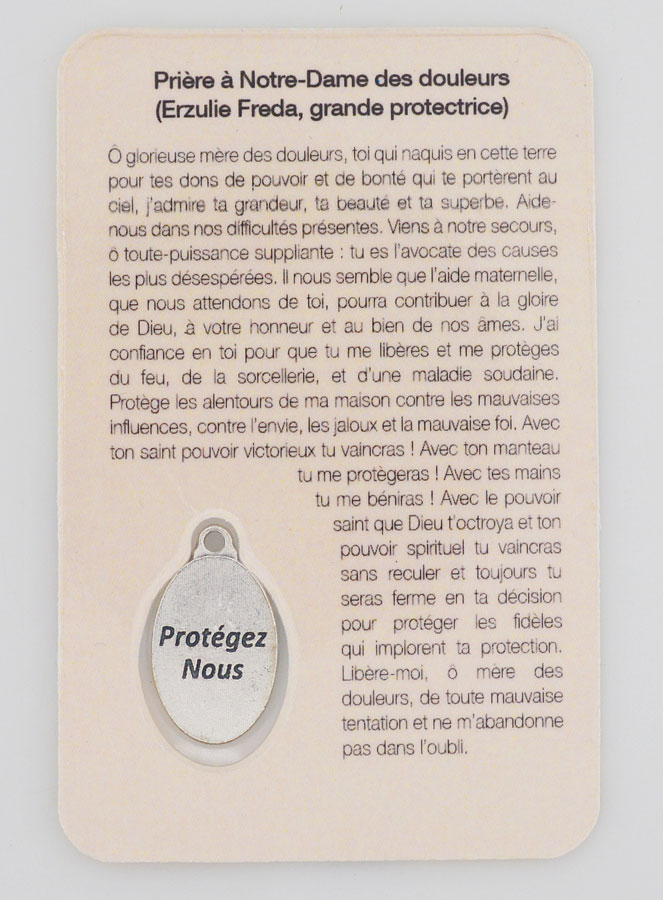 Prière à Notre-Dame des douleurs
(Erzulie Freda, grande protectrice)
Ô glorieuse mère des douleurs, toi qui naquis en cette terre
pour tes dons de pouvoir et de bonté qui te portèrent au
ciel, j'admire ta grandeur, ta beauté et ta superbe. Aide-
nous dans nos difficultés présentes. Viens à notre secours,
ô toute-puissance suppliante : tu es l'avocate des causes
les plus désespérées. Il nous semble que l'aide maternelle,
que nous attendons de toi, pourra contribuer à la gloire
de Dieu, à votre honneur et au bien de nos âmes. J'ai
confiance en toi pour que tu me libères et me protèges
du feu, de la sorcellerie, et d'une maladie soudaine.
Protège les alentours de ma maison contre les mauvaises
influences, contre l'envie, les jaloux et la mauvaise foi. Avec
ton saint pouvoir victorieux tu vaincras ! Avec ton manteau
tu me protègeras ! Avec tes mains
tu me béniras ! Avec le pouvoir
saint que Dieu t'octroya et ton
pouvoir spirituel tu vaincras
sans reculer et toujours tu
seras ferme en ta décision
pour protéger les fidèles
qui implorent ta protection.
Libère-moi, ô mère des
douleurs, de toute mauvaise
tentation et ne m'abandonne
pas dans l'oubli.
Protégez
Nous